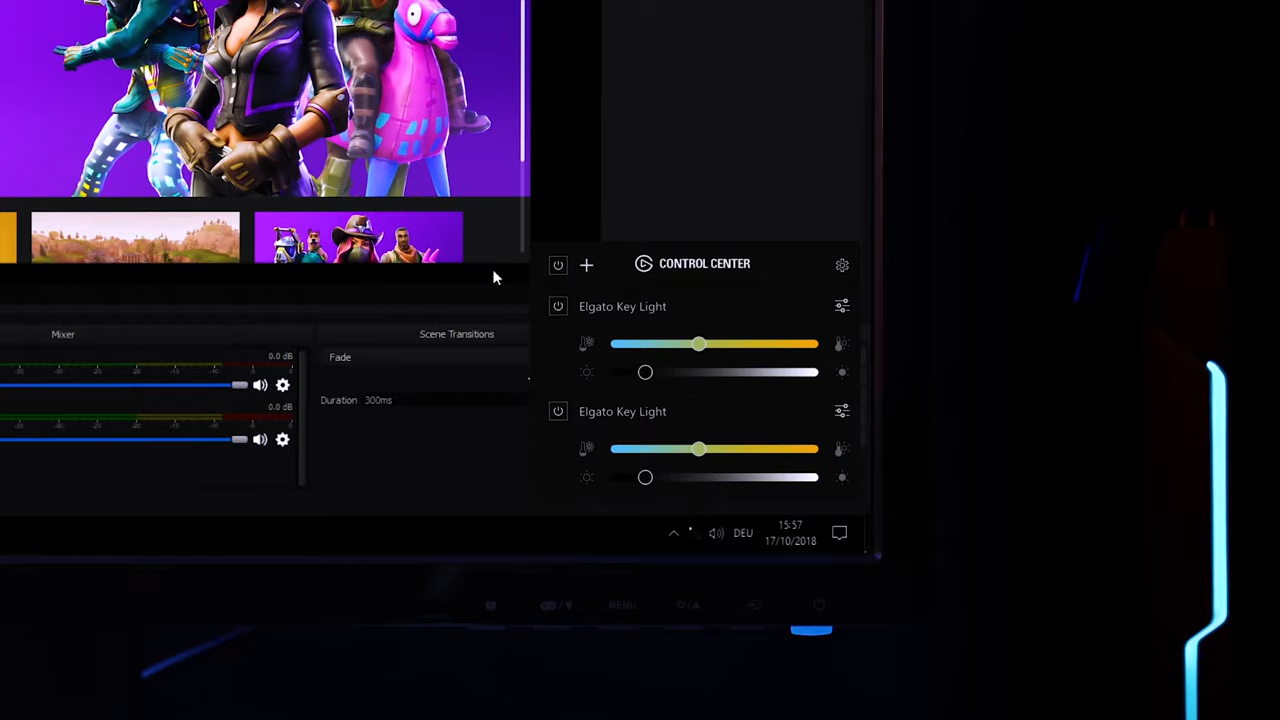 CONTROL CENTER
Elgato Key Light
Mixer
Scene Transitions
0.0 dB
Fade
Duration 300ms
0.0 dB
Elgato Key Light
DEU
15:57
17/10/2018
MENU